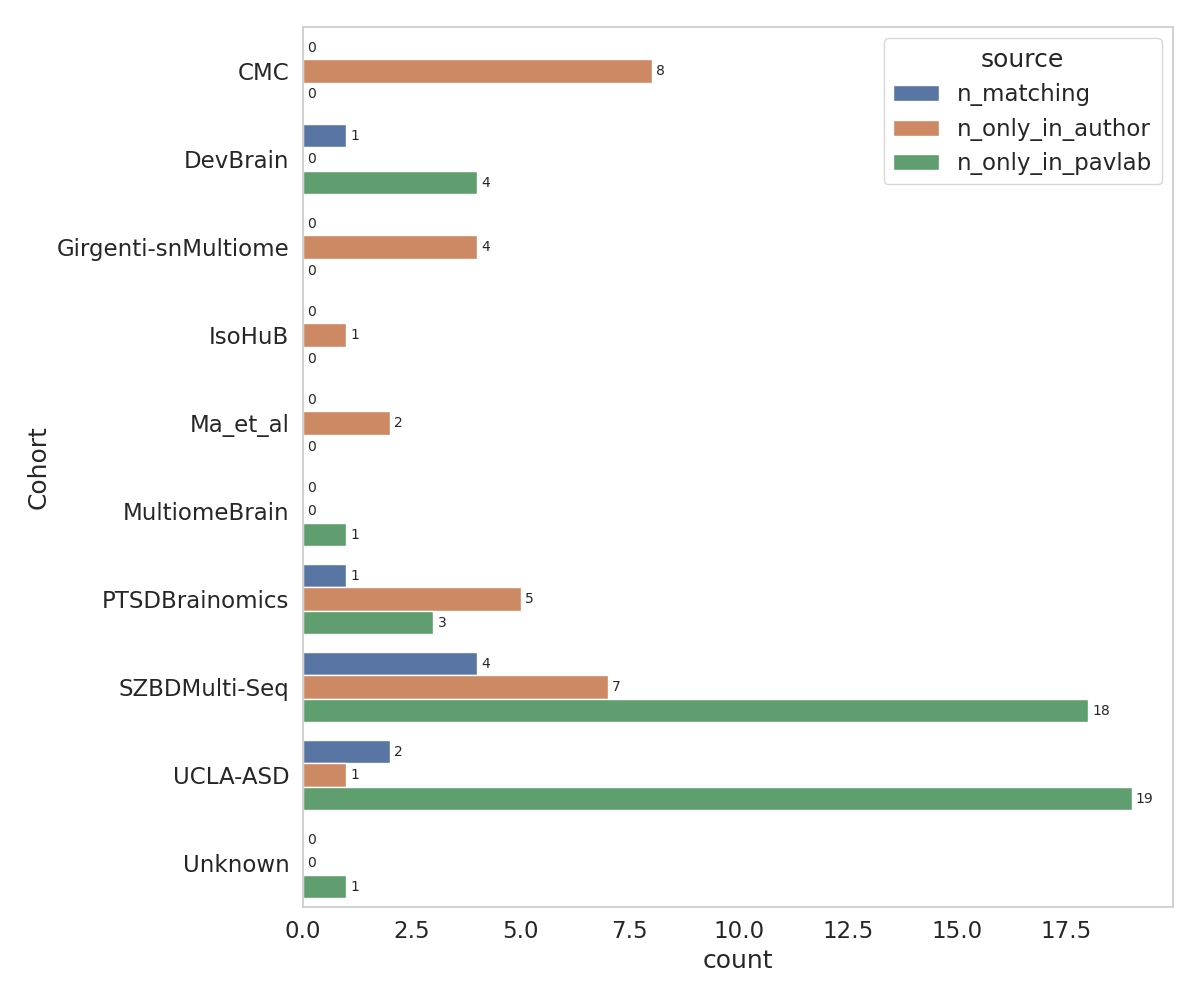 source
n_matching
n_only_in_author
n_only_in_pavlab
Cohort
CMC
0
8
0
DevBrain
1
0
4
Girgenti-snMultiome
0
4
0
IsoHuB
0
1
0
Ma_et_al
0
2
0
MultiomeBrain
0
0
1
PTSDBrainomics
1
5
3
SZBDMulti-Seq
4
7
18
UCLA-ASD
2
1
19
Unknown
0
0
1
0.0 2.5 5.0 7.5 10.0 12.5 15.0 17.5
count